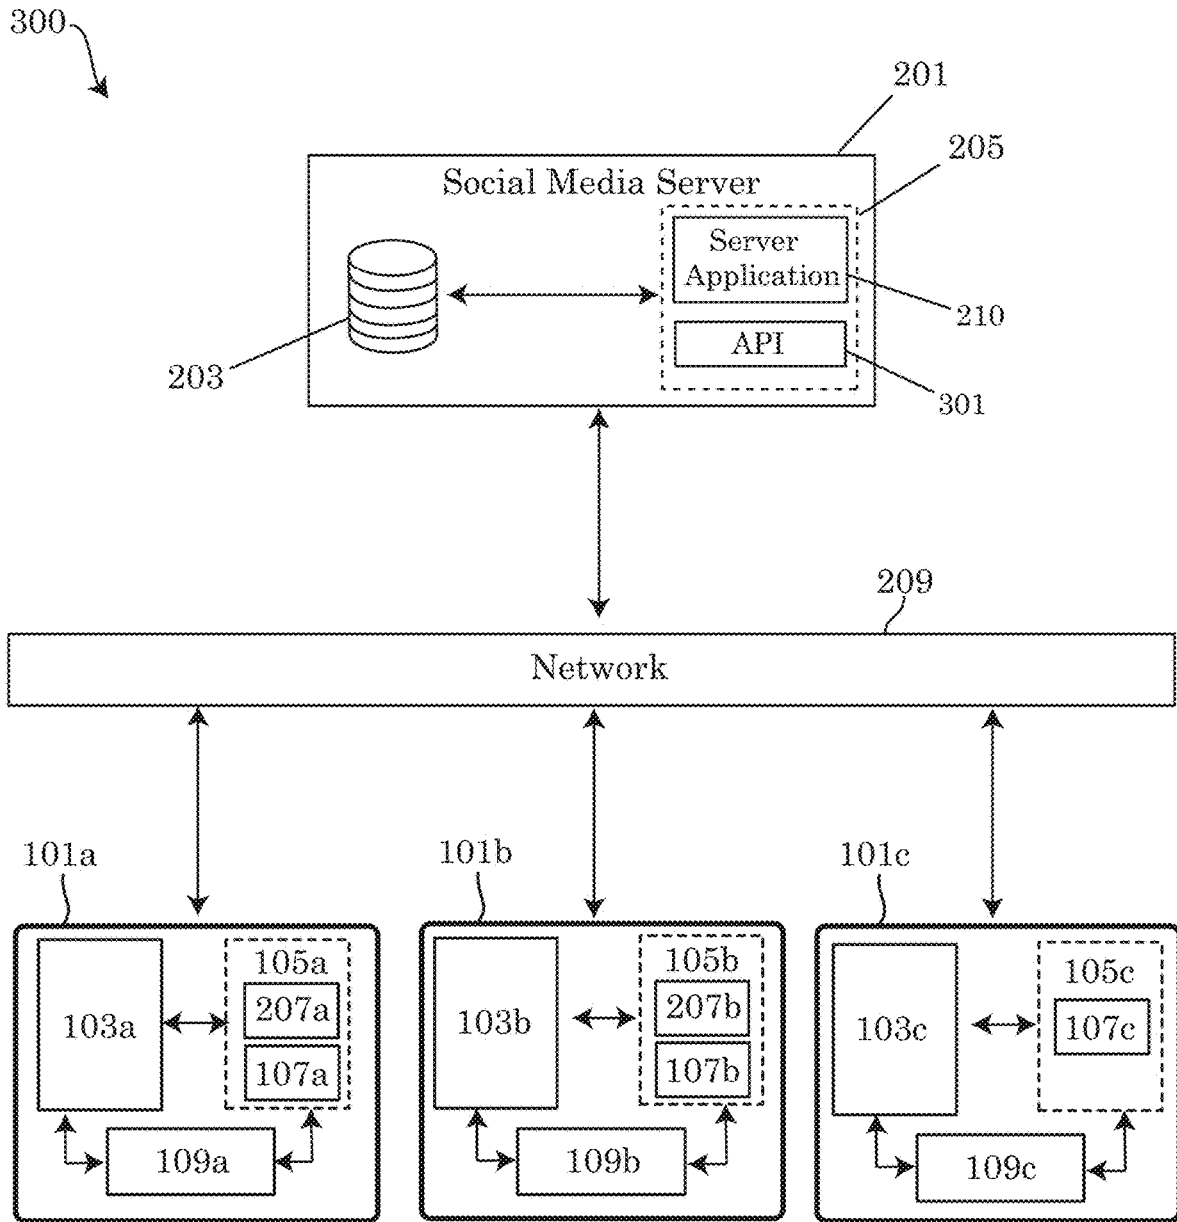 300
201
205
Social Media Server
Server
Application
210
API
203
301
209
Network
101a
101b
101c
105a
105b
105c
207a
207b
103a
103b
103c
107c
107a
107b
109a
109b
109c